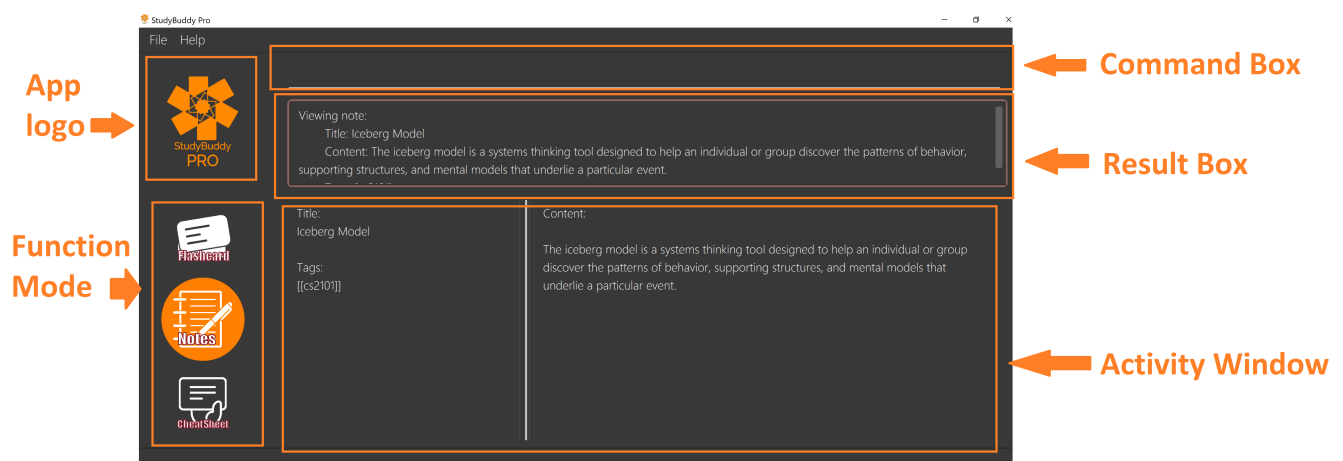 StudyBuddy Pro
File Help
App
logo
StudyBuddy
PRO
Command Box
Viewing note:
Title: Iceberg Model
Content: The iceberg model is a systems thinking tool designed to help an individual or group discover the patterns of behavior,
supporting structures, and mental models that underlie a particular event.
Result Box
Function
Mode
Flashcard
Notes
CheatSheet
Title:
Iceberg Model
Tags:
[[cs2101]]
Content:
The iceberg model is a systems thinking tool designed to help an individual or group
discover the patterns of behavior, supporting structures, and mental models that
underlie a particular event.
Activity Window